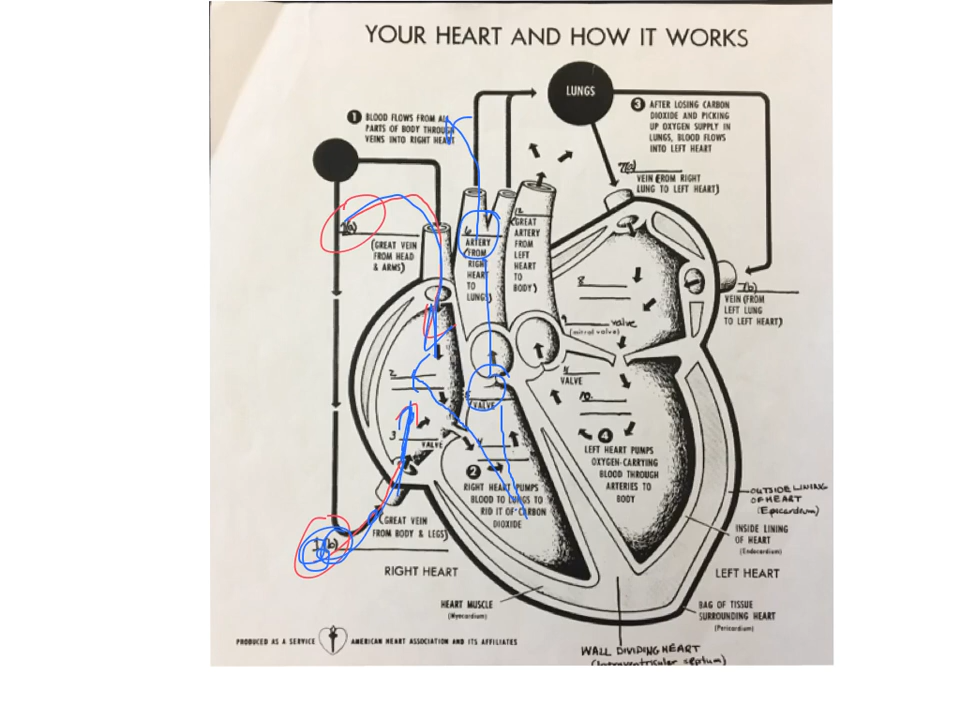 YOUR HEART AND HOW IT WORKS
LUNGS
1 BLOOD FLOWS FROM ALL
PARTS OF BODY THROUGH
VEINS INTO RIGHT HEART
3 AFTER LOSING CARBON
DIOXIDE AND PICKING
UP OXYGEN SUPPLY IN
LUNGS, BLOOD FLOWS
INTO LEFT HEART
7(a)
VEIN (FROM RIGHT
LUNG TO LEFT HEART)
1(a)
(GREAT VEIN
FROM HEAD
& ARMS)
6
ARTERY
(FROM
RIGHT
HEART
TO
LUNGS)
12
(GREAT
ARTERY
FROM
LEFT
HEART
TO
BODY)
8
7(b)
VEIN (FROM
LEFT LUNG
TO LEFT HEART)
9 valve
(mitral valve)
2
VALVE
11
VALVE
10.
3
VALVE
2
RIGHT HEART PUMPS
BLOOD TO LUNGS TO
RID IT OF CARBON
DIOXIDE
4
LEFT HEART PUMPS
OXYGEN-CARRYING
BLOOD THROUGH
ARTERIES TO
BODY
(GREAT VEIN
FROM BODY & LEGS)
1(b)
OUTSIDE LINING
OF HEART
(Epicardium)
INSIDE LINING
OF HEART
(Endocardium)
RIGHT HEART
LEFT HEART
HEART MUSCLE
(Myocardium)
BAG OF TISSUE
SURROUNDING HEART
(Pericardium)
PRODUCED AS A SERVICE AMERICAN HEART ASSOCIATION AND ITS AFFILIATES
WALL DIVIDING HEART
septum)